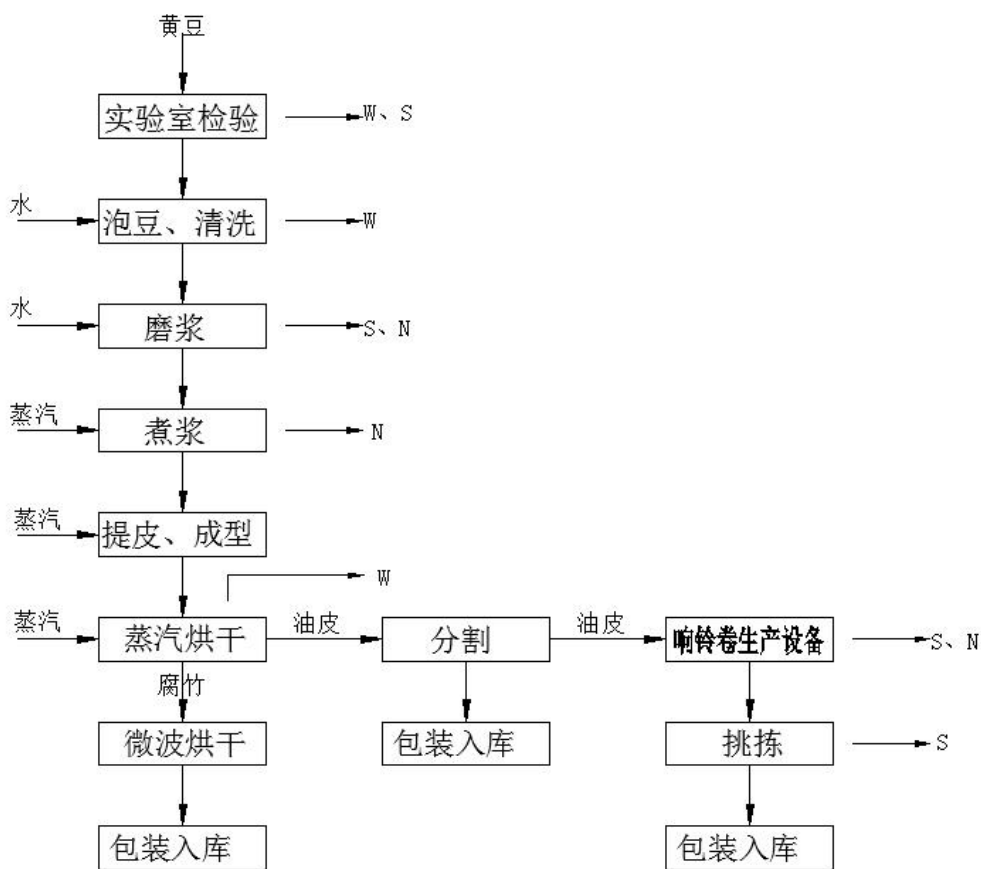 黄豆
实验室检验
W、S
水
泡豆、清洗
W
水
磨浆
S、N
蒸汽
煮浆
N
蒸汽
提皮、成型
W
蒸汽
蒸汽烘干
油皮
分割
油皮
响铃卷生产设备
S、N
腐竹
微波烘干
包装入库
挑拣
S
包装入库
包装入库